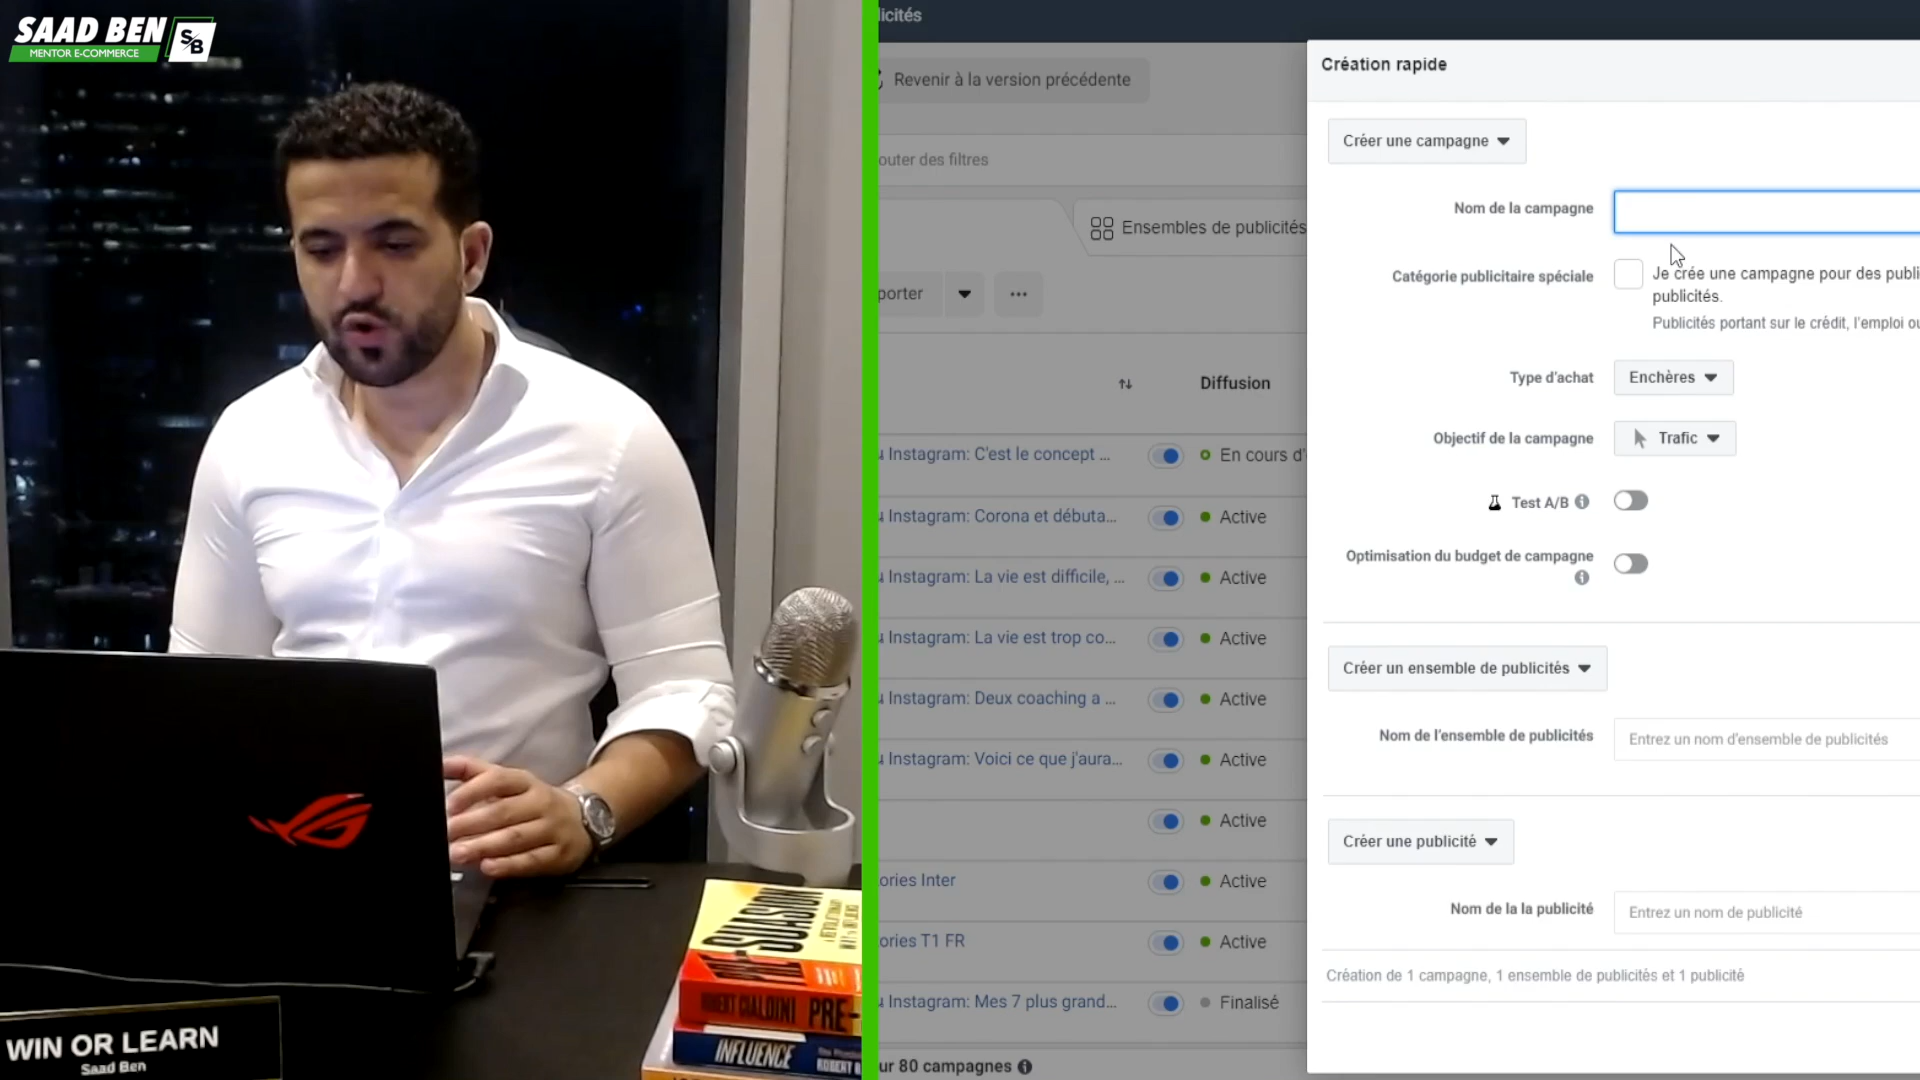 SAAD BEN
MENTOR E-COMMERCE
S/B
licités
Revenir à la version précédente
outer des filtres
Ensembles de publicités
porter
Diffusion
Instagram: C'est le concept ...
En cours d'
Instagram: Corona et débuta...
Active
Instagram: La vie est difficile, ...
Active
Instagram: La vie est trop co...
Active
Instagram: Deux coaching a ...
Active
Instagram: Voici ce que j'aura...
Active
Active
ories Inter
Active
ories T1 FR
Active
Instagram: Mes 7 plus grand...
Finalisé
ur 80 campagnes
Création rapide
Créer une campagne
Nom de la campagne
Catégorie publicitaire spéciale
Je crée une campagne pour des publi
publicités.
Publicités portant sur le crédit, l'emploi ou
Type d'achat
Enchères
Objectif de la campagne
Trafic
Test A/B
Optimisation du budget de campagne
Créer un ensemble de publicités
Nom de l'ensemble de publicités
Entrez un nom d'ensemble de publicités
Créer une publicité
Nom de la la publicité
Entrez un nom de publicité
Création de 1 campagne, 1 ensemble de publicités et 1 publicité
WIN OR LEARN
Saad Ben
SUASION
ROBERT CIALDINI
PRE-
INFLUENCE